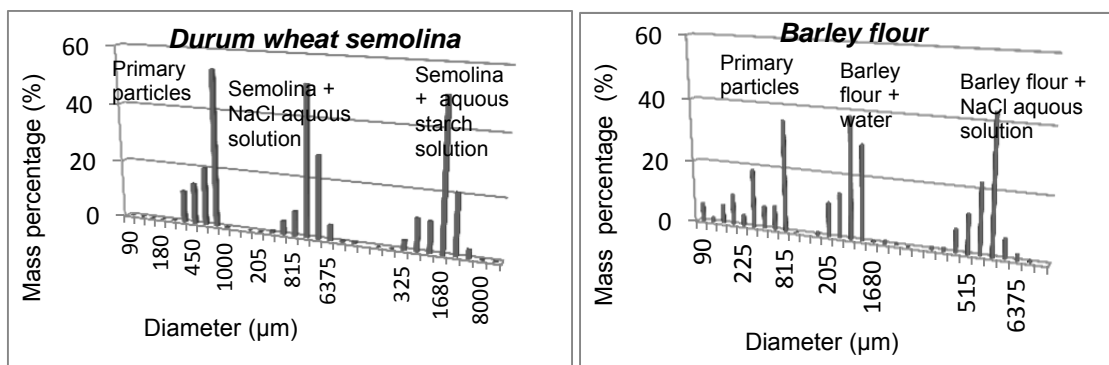 Durum wheat semolina
60
40
20
0
Mass percentage (%)
Primary
particles
Semolina +
NaCl aquous
solution
Semolina
+ aquous
starch
solution
90
180
450
1000
205
815
6375
325
1680
8000
Diameter (µm)
Barley flour
60
40
20
0
Mass percentage (%)
Primary
particles
Barley
flour +
water
Barley flour +
NaCl aquous
solution
90
225
815
205
1680
515
6375
Diameter (µm)